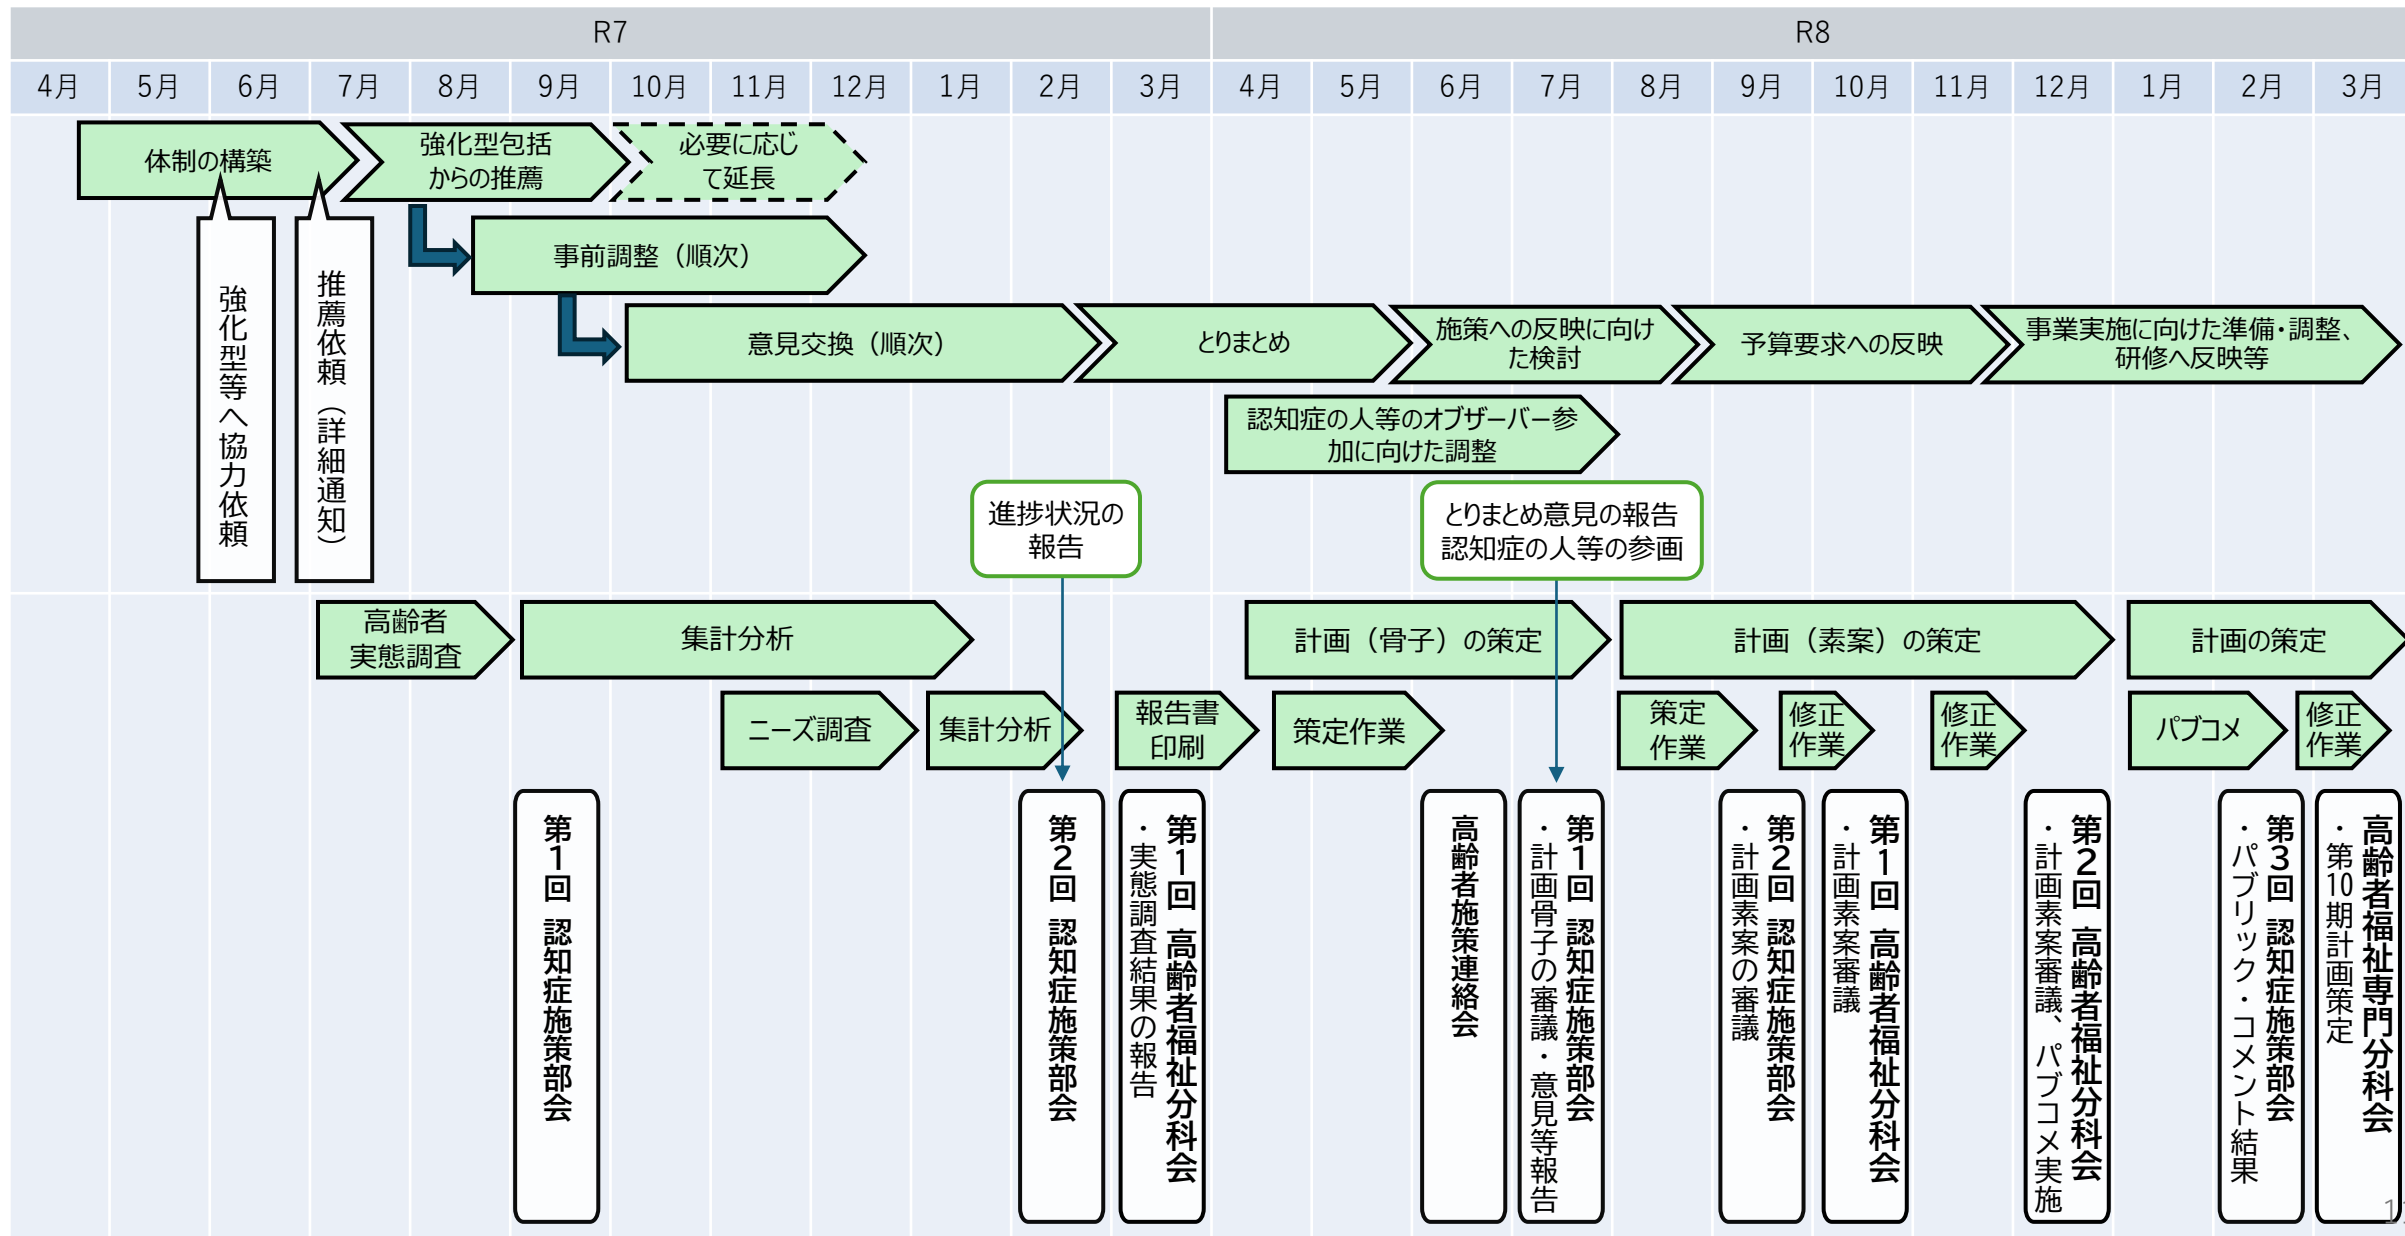 R7
R8
4月
5月
6月
7月
8月
9月
10月
11月
12月
1月
2月
3月
4月
5月
6月
7月
8月
9月
10月
11月
12月
1月
2月
3月
体制の構築
強化型包括
からの推薦
必要に応じ
て延長
事前調整（順次）
強化型等へ協力依頼
推薦依頼（詳細通知）
意見交換（順次）
とりまとめ
施策への反映に向け
た検討
予算要求への反映
事業実施に向けた準備・調整、
研修へ反映等
認知症の人等のオブザーバー参
加に向けた調整
進捗状況の
報告
とりまとめ意見の報告
認知症の人等の参画
高齢者
実態調査
集計分析
計画（骨子）の策定
計画（素案）の策定
計画の策定
ニーズ調査
集計分析
報告書
印刷
策定作業
策定
作業
修正
作業
修正
作業
パブコメ
修正
作業
第1回 認知症施策部会
第2回 認知症施策部会
第1回 高齢者福祉分科会
・実態調査結果の報告
高齢者施策連絡会
第1回 認知症施策部会
・計画骨子の審議・意見等報告
第2回 認知症施策部会
・計画素案の審議
第1回 高齢者福祉分科会
・計画素案審議
第2回 高齢者福祉分科会
・計画素案審議、パブコメ実施
第3回 認知症施策部会
・パブリック・コメント結果
高齢者福祉専門分科会
・第10期計画策定